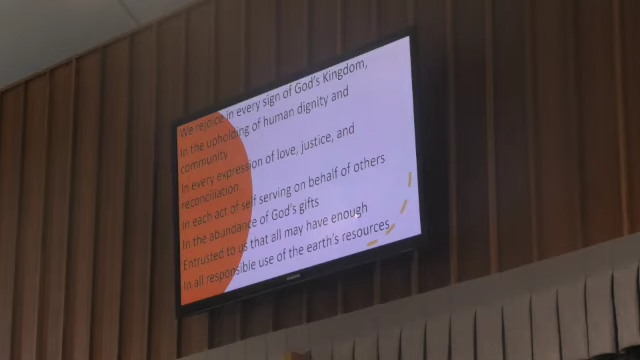 We rejoice in every sign of God's Kingdom,
In the upholding of human dignity and
community
In every expression of love, justice, and
reconciliation
In each act of self serving on behalf of others
In the abundance of God's gifts
Entrusted to us that all may have enough
In all responsible use of the earth's resources